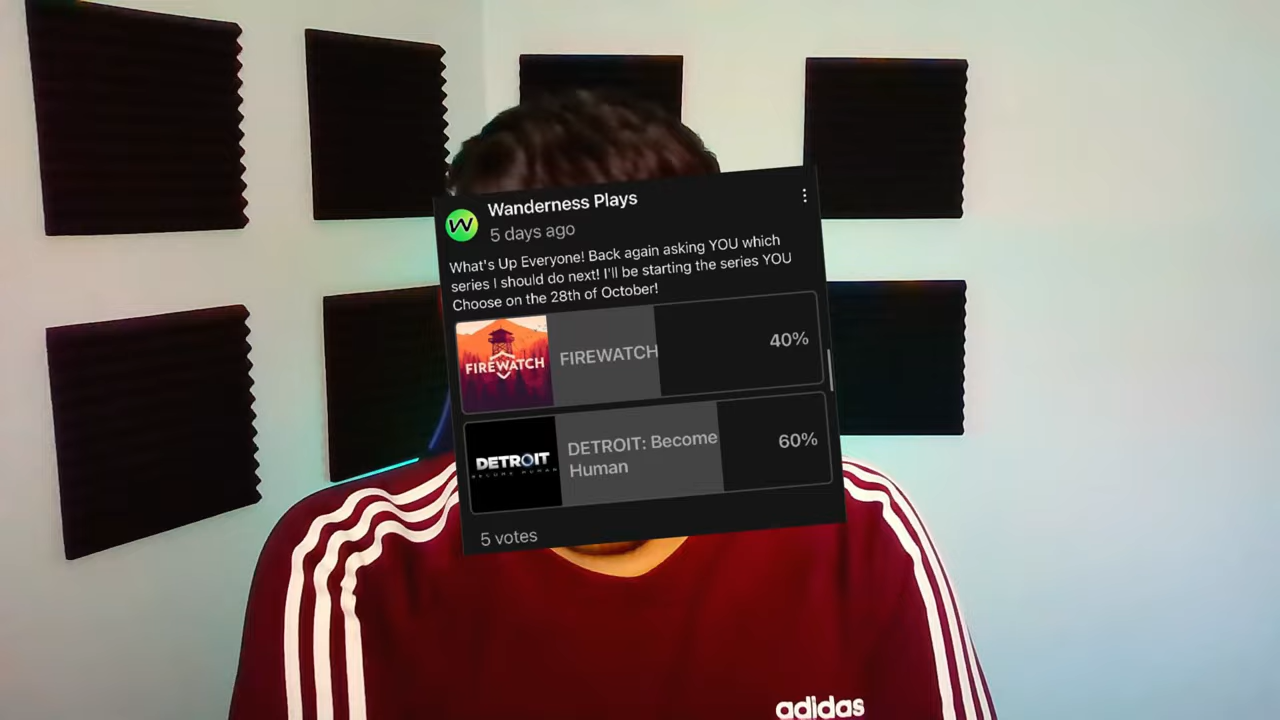 Wanderness Plays
5 days ago
What's Up Everyone! Back again asking YOU which
series I should do next! I'll be starting the series YOU
Choose on the 28th of October!
FIREWATCH
FIREWATCH
40%
DETROIT
BECOME HUMAN
DETROIT: Become
Human
60%
5 votes
adidas